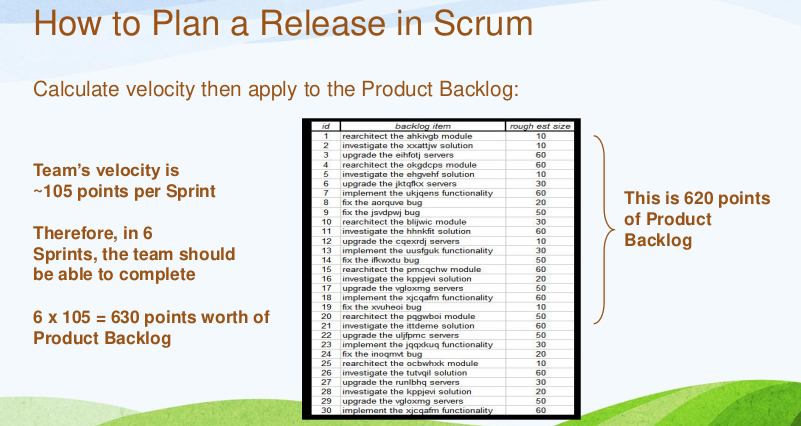 How to Plan a Release in Scrum
Calculate velocity then apply to the Product Backlog:
Team's velocity is
~105 points per Sprint
Therefore, in 6
Sprints, the team should
be able to complete
6 x 105 = 630 points worth of
Product Backlog
id backlog item rough est size
1 rearchitect the ahkivgb module 10
2 investigate the xxattjw solution 10
3 upgrade the eihfotj servers 60
4 rearchitect the okgdcps module 60
5 investigate the ehgvehf solution 10
6 upgrade the jktqfkx servers 30
7 implement the ukjqens functionality 60
8 fix the aorquve bug 20
9 fix the jsvdpwj bug 50
10 rearchitect the blijwic module 30
11 investigate the hhnkfit solution 60
12 upgrade the cqexrdj servers 10
13 implement the uusfguk functionality 30
14 fix the ifkwxtu bug 50
15 rearchitect the pmcqchw module 60
16 investigate the kppjevi solution 20
17 upgrade the vgloxmg servers 50
18 implement the xjcqafm functionality 60
19 fix the xvuheoi bug 10
20 rearchitect the pqgwboi module 50
21 investigate the ittdeme solution 60
22 upgrade the uljfpmc servers 50
23 implement the jqqxkuq functionality 30
24 fix the inoqmvt bug 20
25 rearchitect the ocbwhxk module 10
26 investigate the tutvqil solution 60
27 upgrade the runlbhq servers 30
28 investigate the kppjevi solution 20
29 upgrade the vgloxmg servers 50
30 implement the xjcqafm functionality 60
This is 620 points
of Product
Backlog